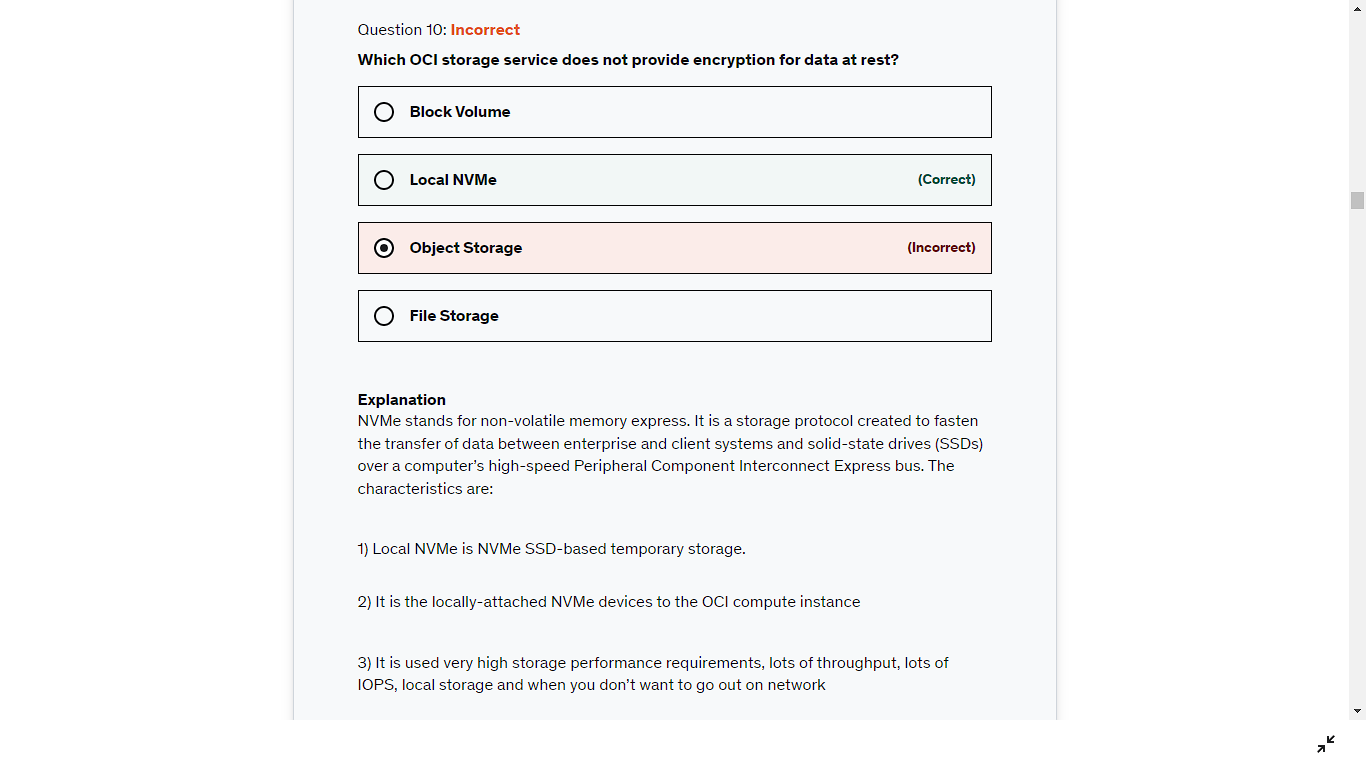 Question 10: Incorrect
Which OCI storage service does not provide encryption for data at rest?
Block Volume
Local NVMe (Correct)
Object Storage (Incorrect)
File Storage
Explanation
NVMe stands for non-volatile memory express. It is a storage protocol created to fasten
the transfer of data between enterprise and client systems and solid-state drives (SSDs)
over a computer’s high-speed Peripheral Component Interconnect Express bus. The
characteristics are:
1) Local NVMe is NVMe SSD-based temporary storage.
2) It is the locally-attached NVMe devices to the OCI compute instance
3) It is used very high storage performance requirements, lots of throughput, lots of
IOPS, local storage and when you don’t want to go out on network